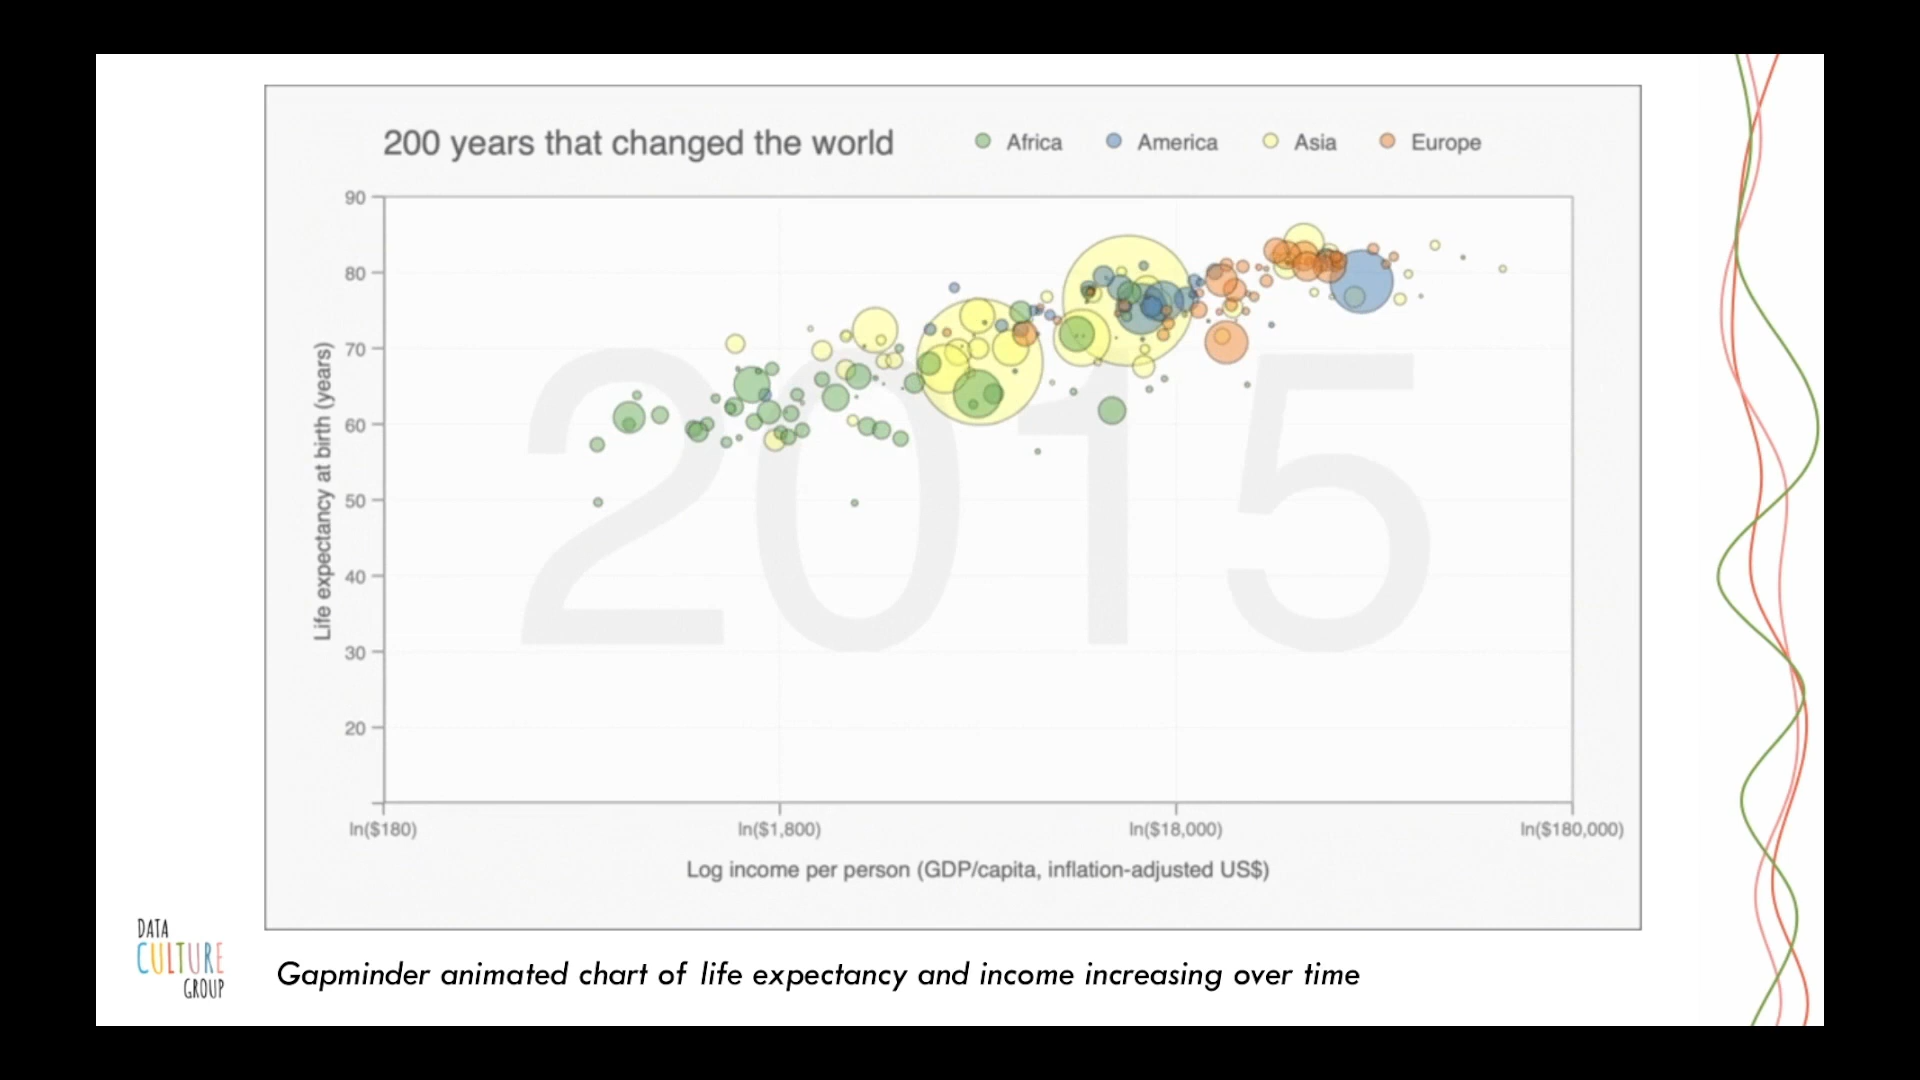 200 years that changed the world
Africa
America
Asia
Europe
90
80
70
60
50
40
30
20
Life expectancy at birth (years)
2015
ln($180)
ln($1,800)
ln($18,000)
ln($180,000)
Log income per person (GDP/capita, inflation-adjusted US$)
DATA
CULTURE
GROUP
Gapminder animated chart of life expectancy and income increasing over time